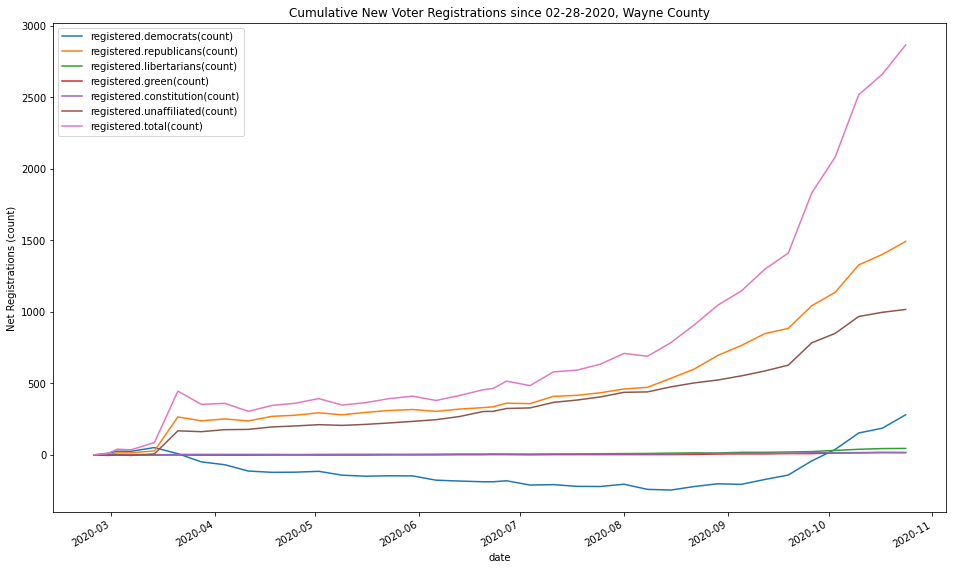 Cumulative New Voter Registrations since 02-28-2020, Wayne County
registered.democrats(count)
registered.republicans(count)
registered.libertarians(count)
registered.green(count)
registered.constitution(count)
registered.unaffiliated(count)
registered.total(count)
Net Registrations (count)
3000
2500
2000
1500
1000
500
0
2020-03
2020-04
2020-05
2020-06
2020-07
2020-08
2020-09
2020-10
2020-11
date